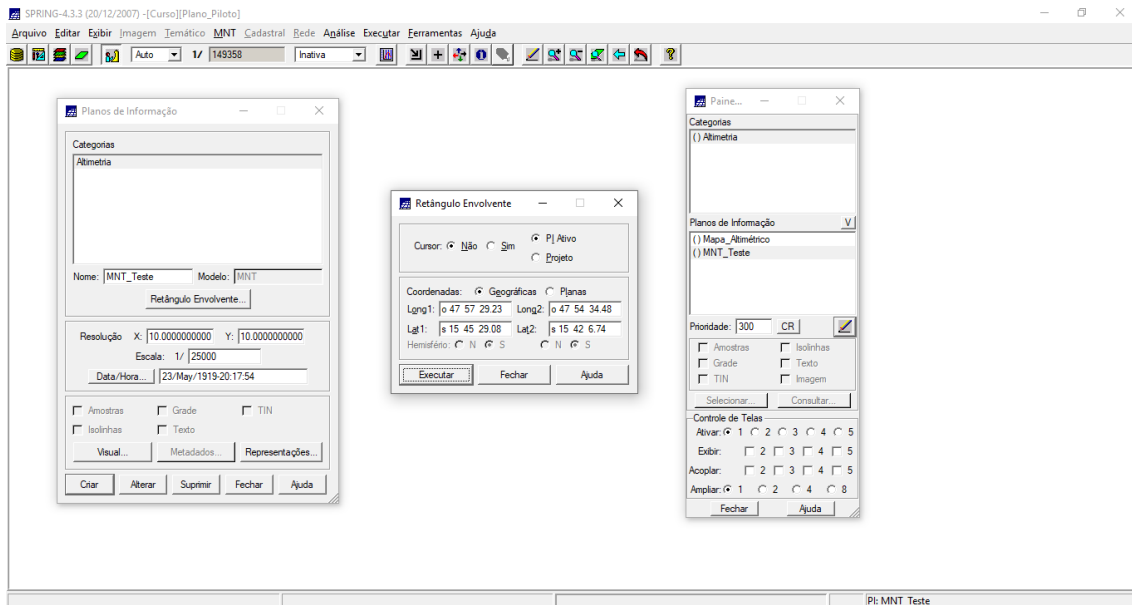 SPRING-4.3.3 (20/12/2007) -[Curso][Plano_Piloto]
Arquivo Editar Exibir Imagem Temático MNT Cadastral Rede Análise Executar Ferramentas Ajuda
Auto 1/ 149358 Inativa
Planos de Informação
Categorias
Altimetria
Nome: MNT_Teste Modelo: MNT
Retângulo Envolvente...
Resolução X: 10.0000000000 Y: 10.0000000000
Escala: 1/ 25000
Data/Hora... 23/May/1919-20:17:54
Amostras Grade TIN
Isolinhas Texto
Visual... Metadados... Representações...
Criar Alterar Suprimir Fechar Ajuda
Retângulo Envolvente
Cursor: Não Sim PI Ativo
Projeto
Coordenadas: Geográficas Planas
Long1: o 47 57 29.23 Long2: o 47 54 34.48
Lat1: s 15 45 29.08 Lat2: s 15 42 6.74
Hemisfério: N S N S
Executar Fechar Ajuda
Paine...
Categorias
( ) Altimetria
Planos de Informação V
( ) Mapa_Altimétrico
( ) MNT_Teste
Prioridade: 300 CR
Amostras Isolinhas
Grade Texto
TIN Imagem
Selecionar... Consultar...
Controle de Telas
Ativar: 1 2 3 4 5
Exibir: 2 3 4 5
Acoplar: 2 3 4 5
Ampliar: 1 2 4 8
Fechar Ajuda
PI: MNT_Teste